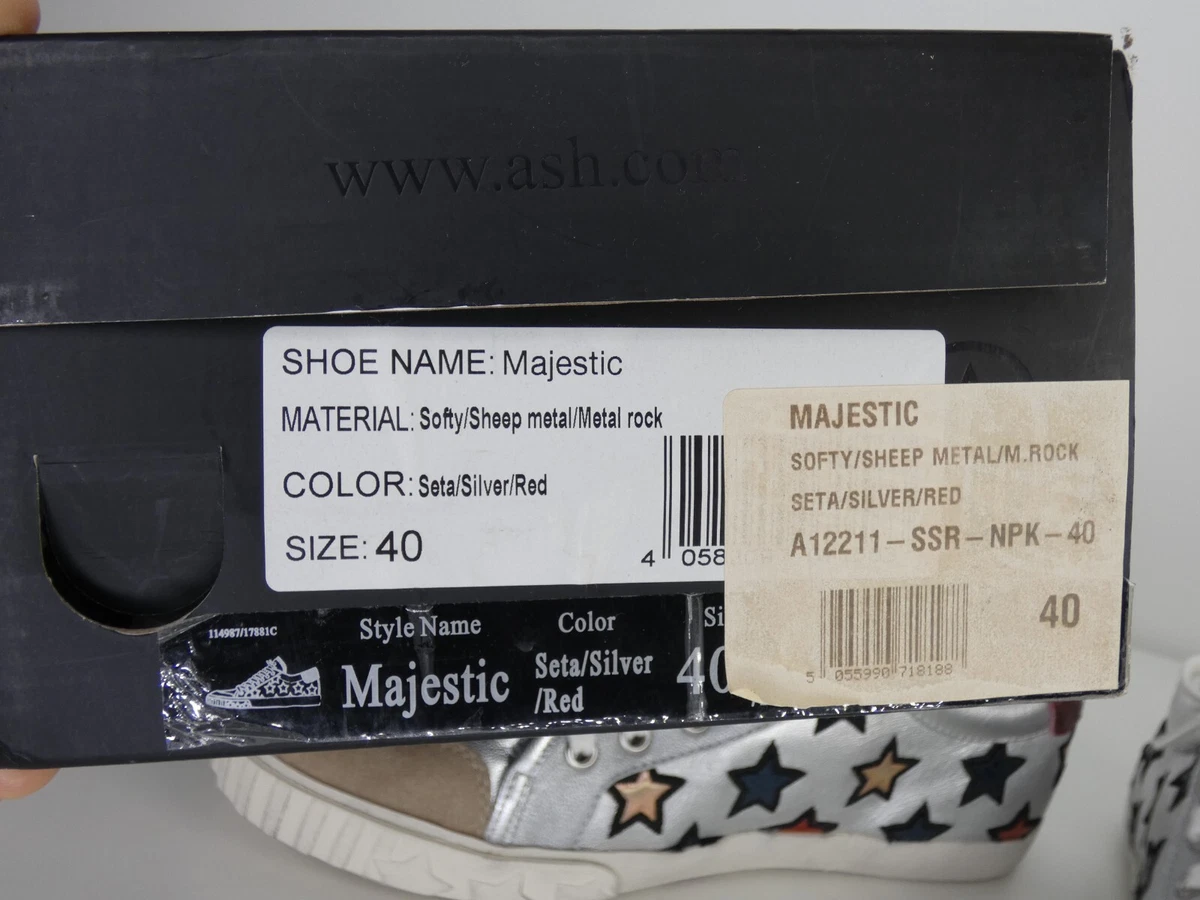 www.ash.com
SHOE NAME: Majestic
MATERIAL: Softy/Sheep metal/Metal rock
COLOR: Seta/Silver/Red
SIZE: 40
4 058
MAJESTIC
SOFTY/SHEEP METAL/M.ROCK
SETA/SILVER/RED
A12211-SSR-NPK-40
40
5 055990 718188
114987/17881C
Style Name
Majestic
Color
Seta/Silver
/Red
Si
40